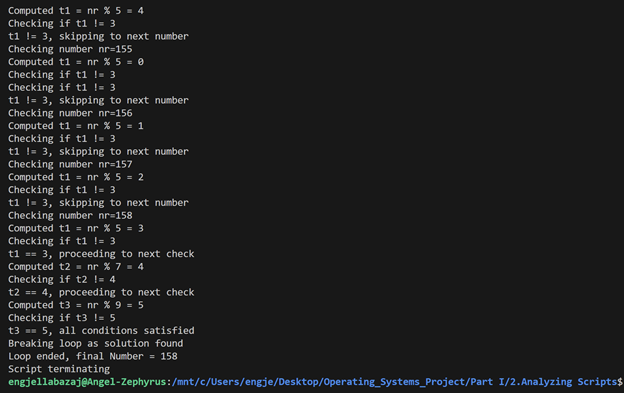 Computed t1 = nr % 5 = 4
Checking if t1 != 3
t1 != 3, skipping to next number
Checking number nr=155
Computed t1 = nr % 5 = 0
Checking if t1 != 3
Checking if t1 != 3
t1 != 3, skipping to next number
Checking number nr=156
Computed t1 = nr % 5 = 1
Checking if t1 != 3
t1 != 3, skipping to next number
Checking number nr=157
Computed t1 = nr % 5 = 2
Checking if t1 != 3
t1 != 3, skipping to next number
Checking number nr=158
Computed t1 = nr % 5 = 3
Checking if t1 != 3
t1 == 3, proceeding to next check
Computed t2 = nr % 7 = 4
Checking if t2 != 4
t2 == 4, proceeding to next check
Computed t3 = nr % 9 = 5
Checking if t3 != 5
t3 == 5, all conditions satisfied
Breaking loop as solution found
Loop ended, final Number = 158
Script terminating
engjellabazaj@Angel-Zephyrus:/mnt/c/Users/engje/Desktop/Operating_Systems_Project/Part I/2.Analyzing Scripts$